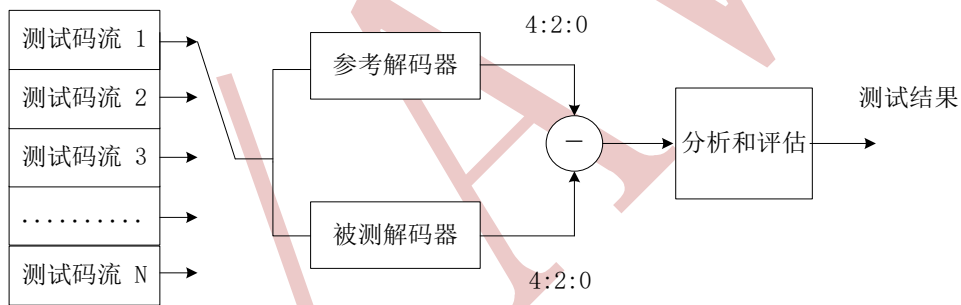 测试码流 1
测试码流 2
测试码流 3
..........
测试码流 N
4:2:0
参考解码器
被测解码器
4:2:0
−
分析和评估
测试结果